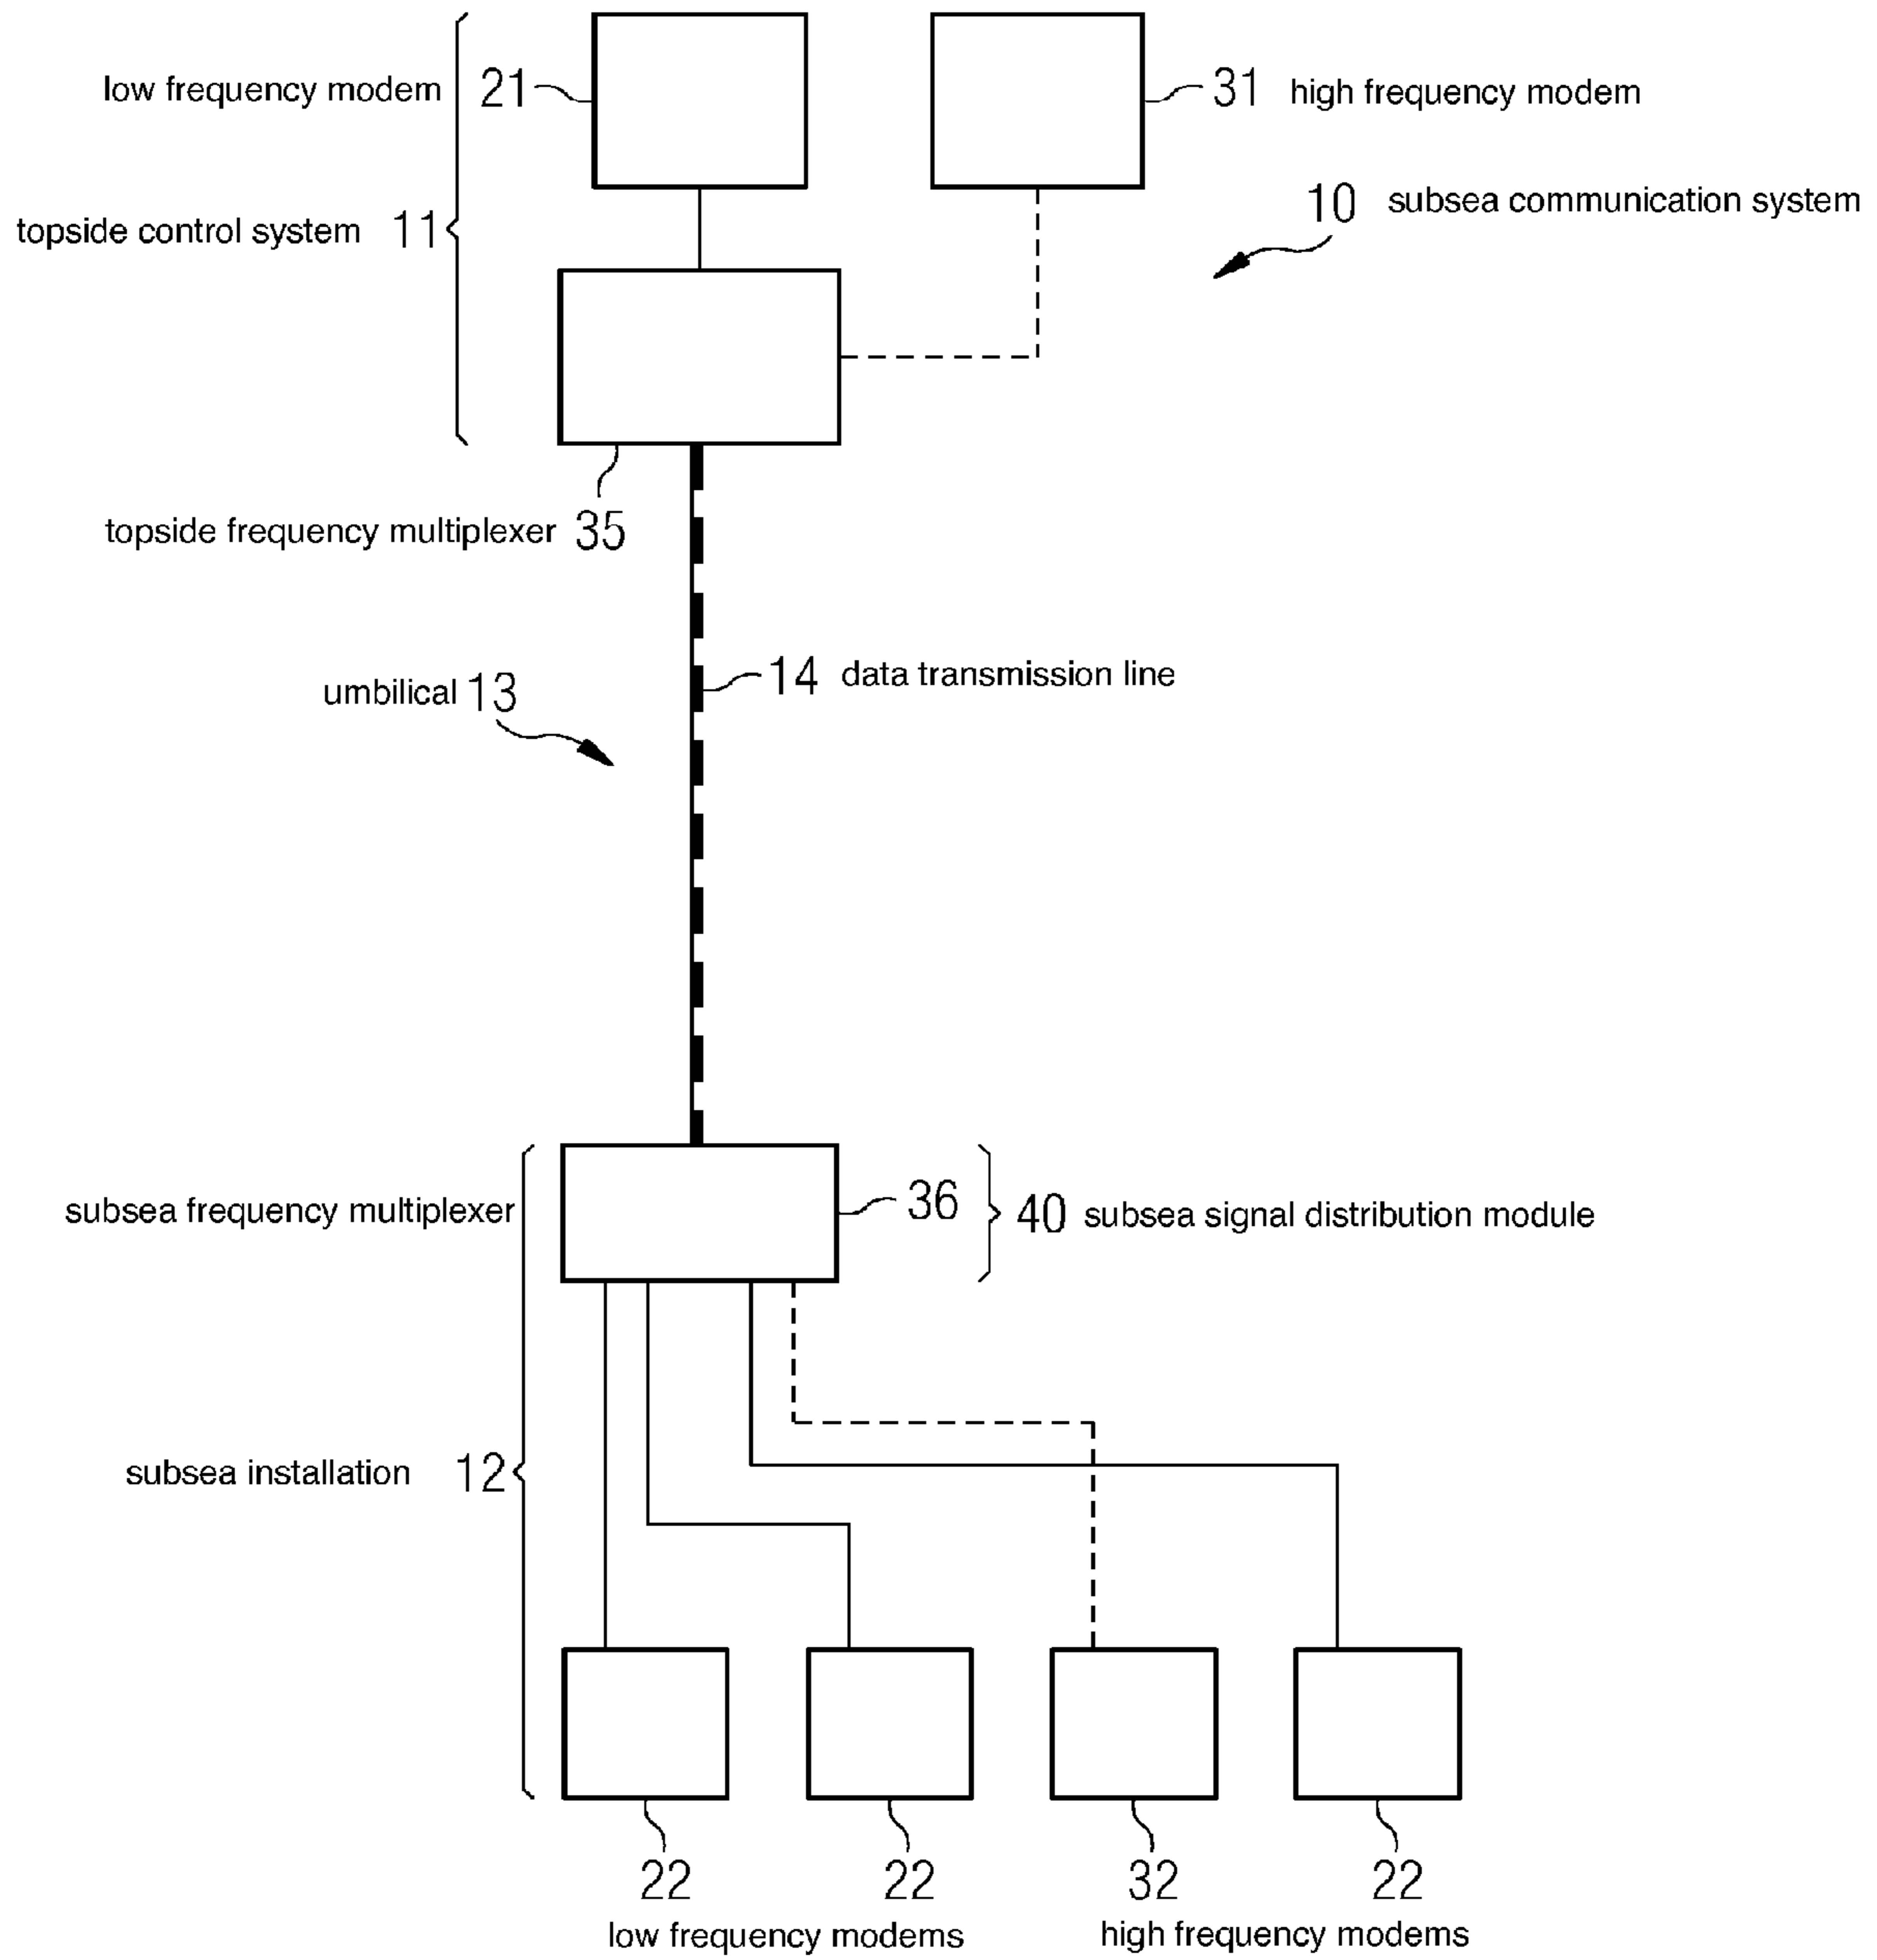 low frequency modem 21
31 high frequency modem
10 subsea communication system
topside control system 11
topside frequency multiplexer 35
14 data transmission line
umbilical 13
subsea frequency multiplexer
36
40 subsea signal distribution module
subsea installation 12
22 22 32 22
low frequency modems high frequency modems